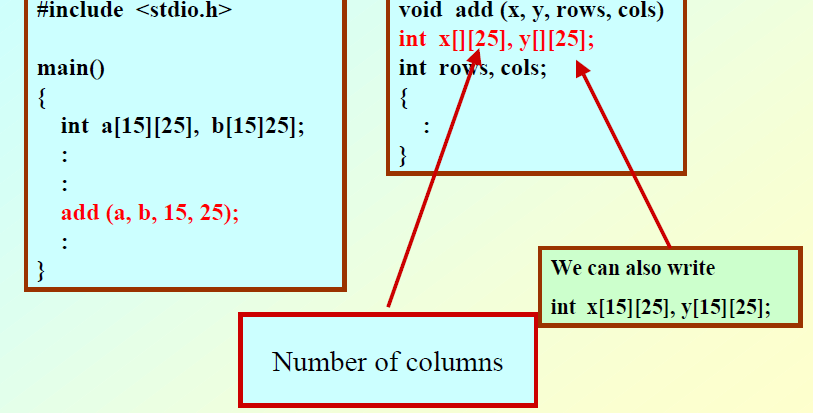 #include <stdio.h>
main()
{
int a[15][25], b[15]25];
:
:
add (a, b, 15, 25);
:
}
void add (x, y, rows, cols)
int x[][25], y[][25];
int rows, cols;
{
:
}
We can also write
int x[15][25], y[15][25];
Number of columns